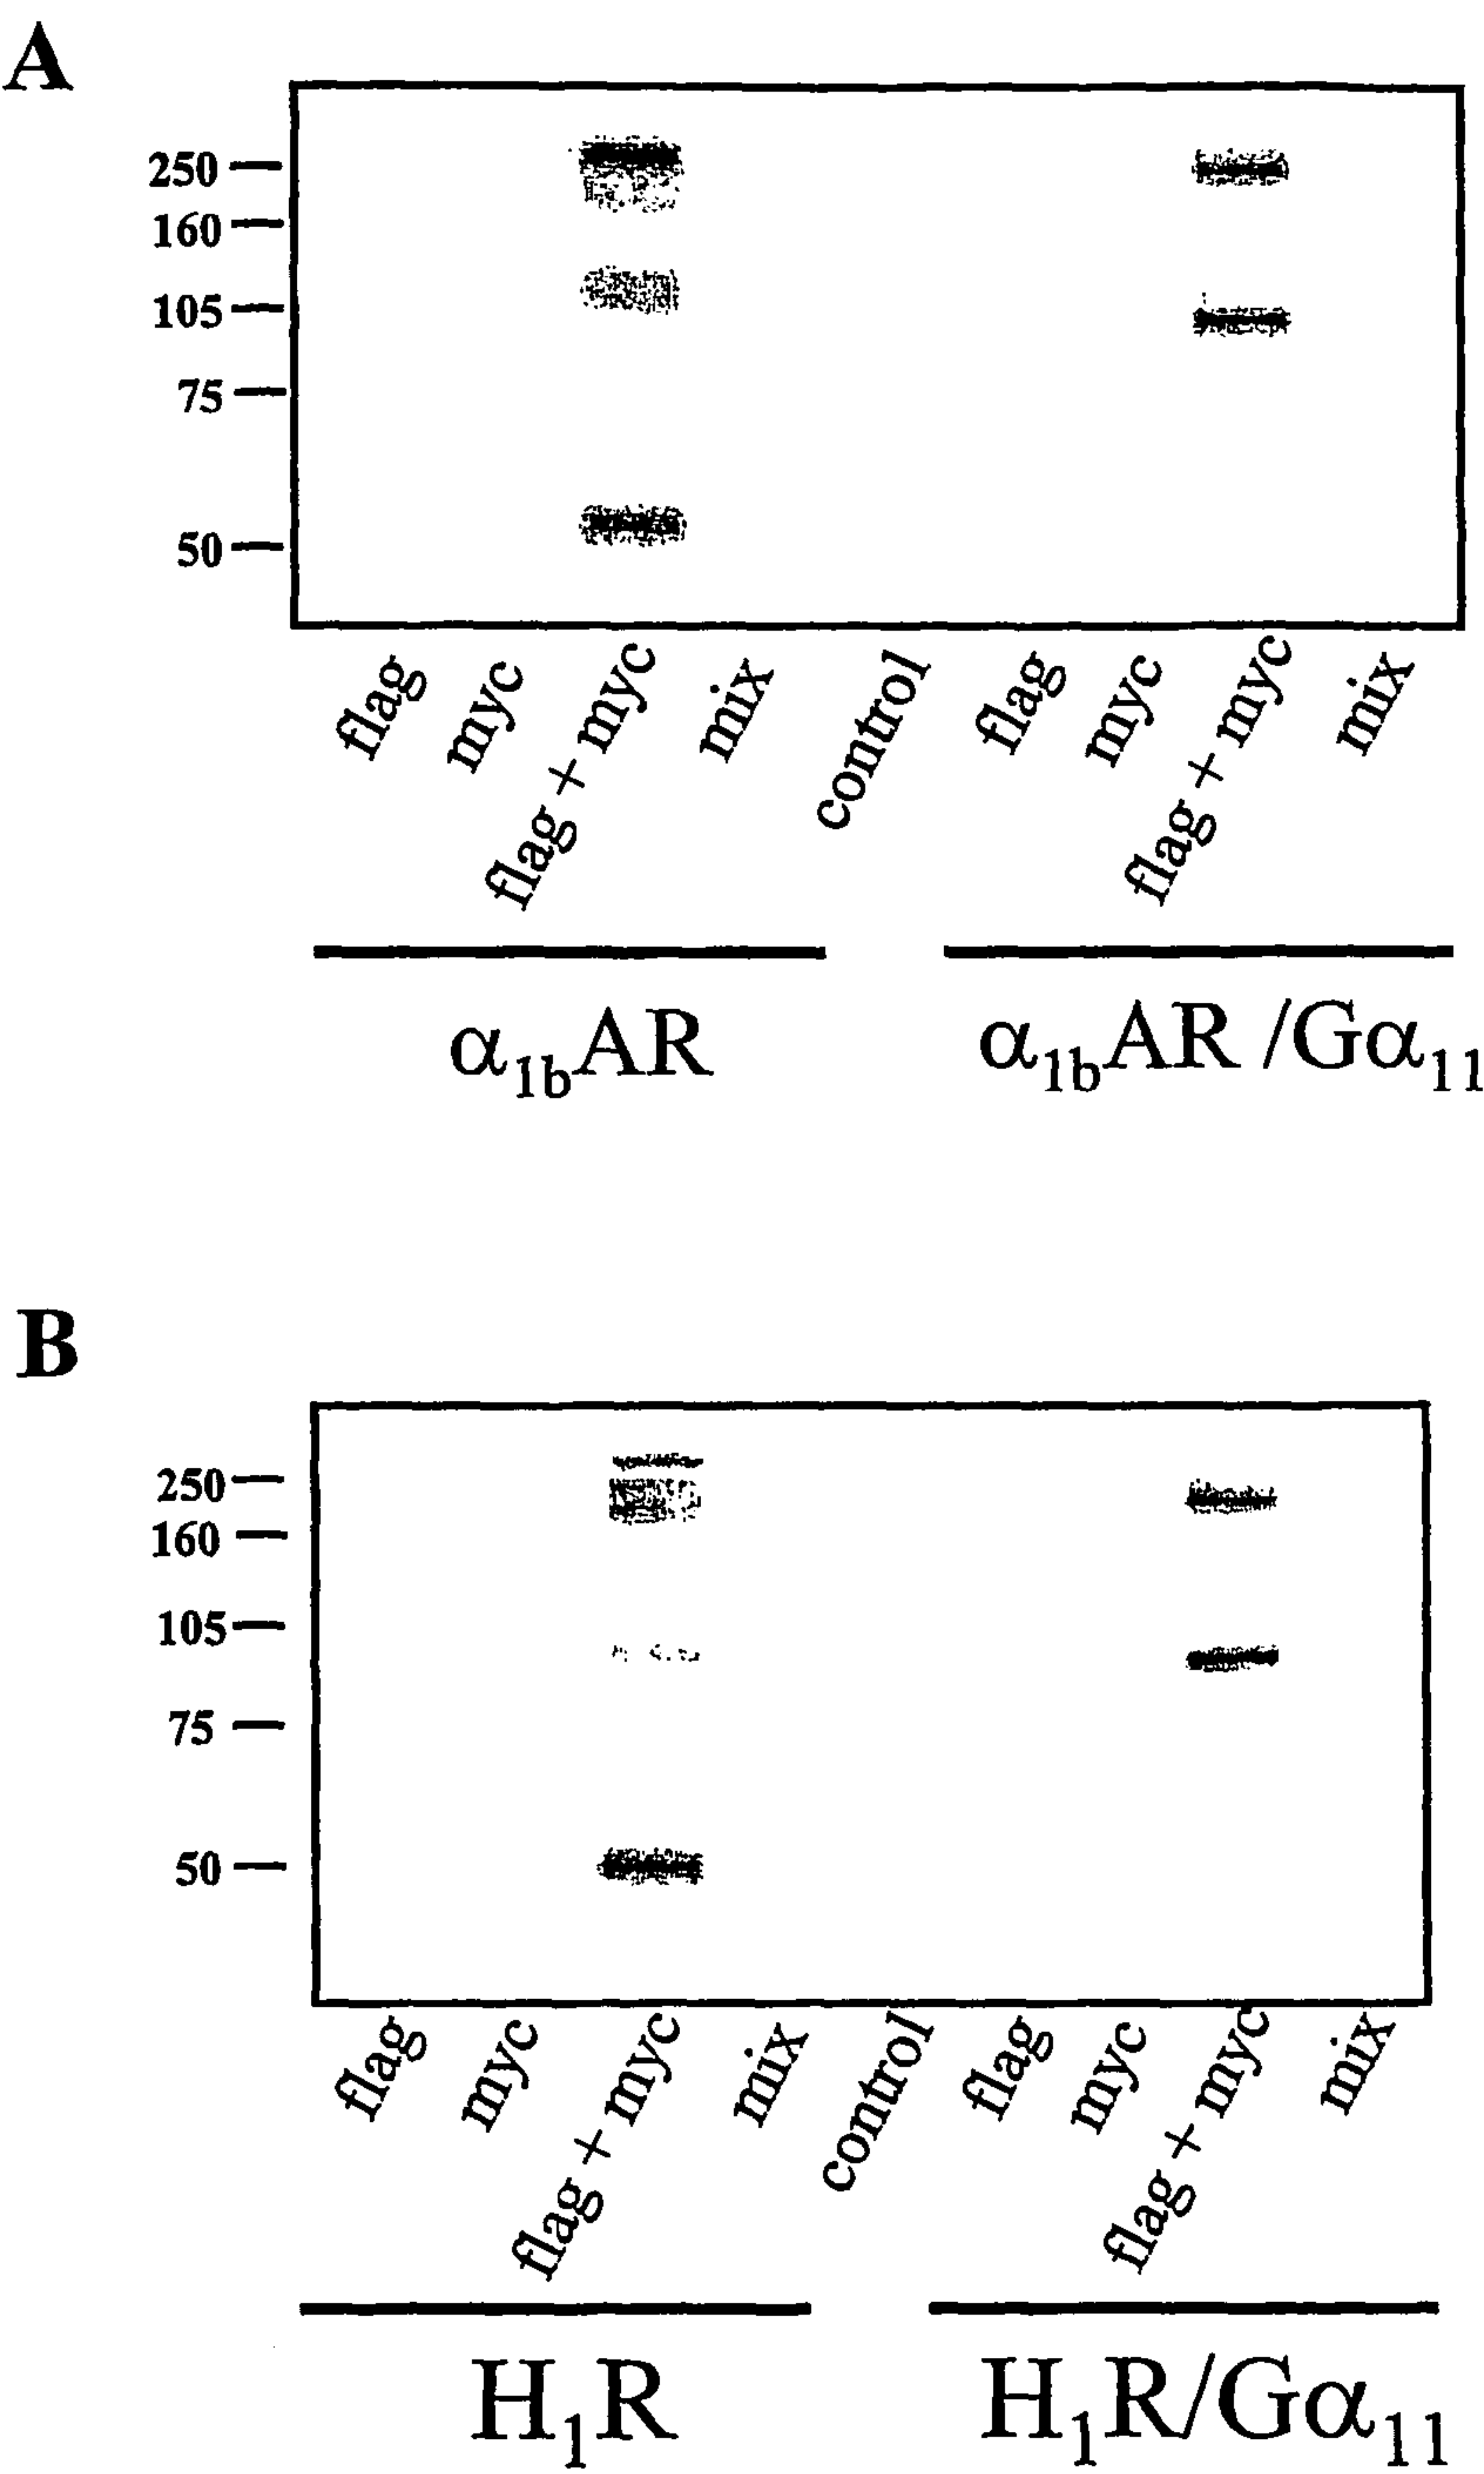 A
250
160
105
75
50
flag myc flag + myc mix control flag myc flag + myc mix
α1bAR α1bAR /Gα11
B
250
160
105
75
50
flag myc flag + myc mix control flag myc flag + myc mix
H1R H1R/Gα11